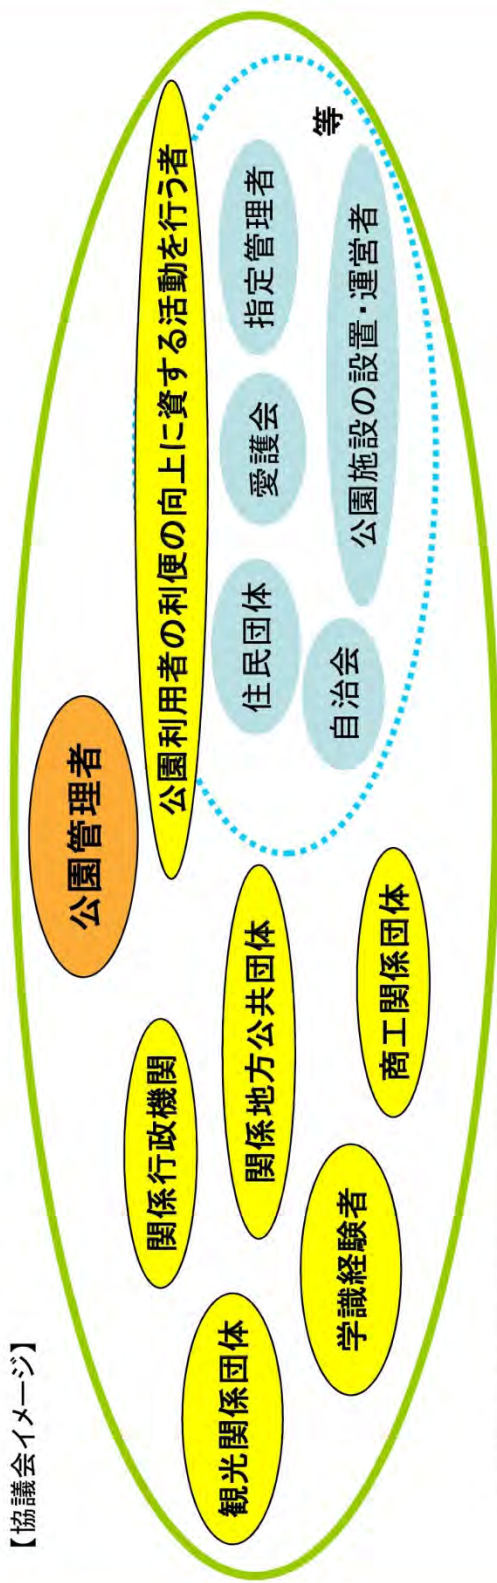 【協議会イメージ】
公園管理者
関係行政機関
観光関係団体
関係地方公共団体
学識経験者
商工関係団体
公園利用者の利便の向上に資する活動を行う者
住民団体
愛護会
指定管理者
自治会
公園施設の設置・運営者
等